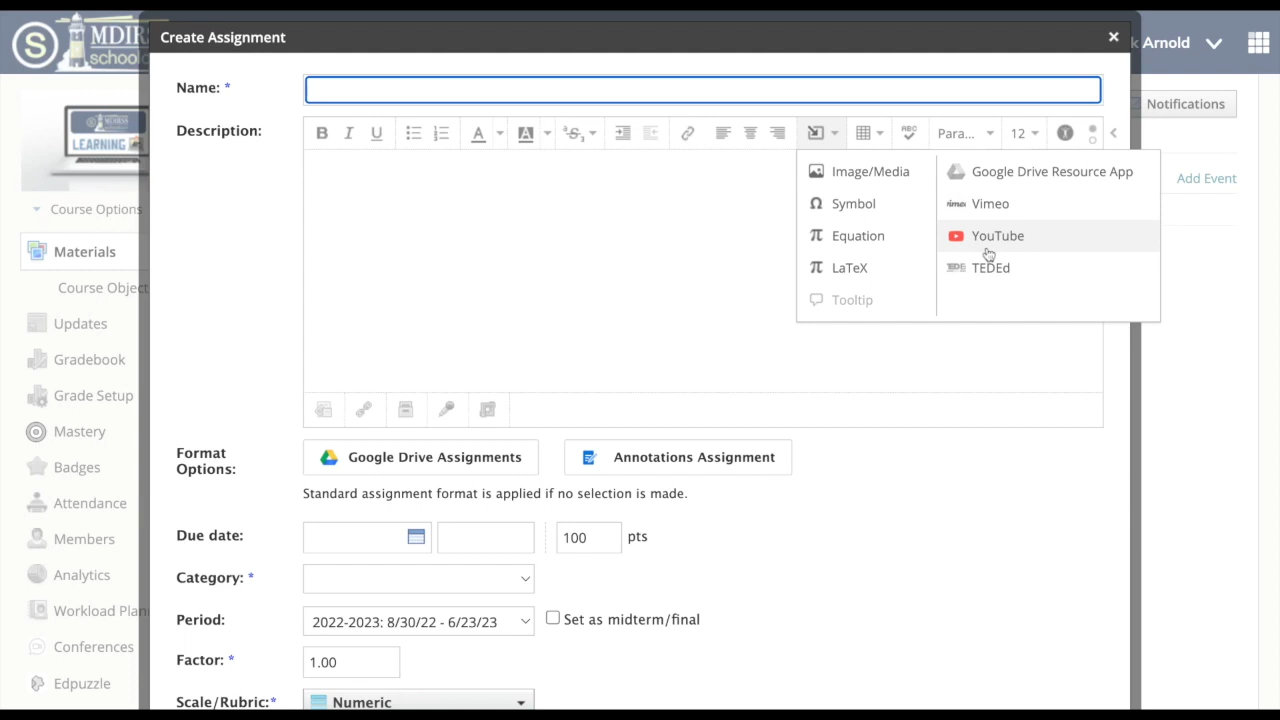 S MDIRS
schoolo
Create Assignment
k Arnold
Notifications
LEARNING
Add Event
Course Options
Materials
Course Object
Updates
Gradebook
Grade Setup
Mastery
Badges
Attendance
Members
Analytics
Workload Plan
Conferences
Edpuzzle
Name: *
Description:
B I U A A ABC Para... 12
Image/Media
Symbol
Equation
LaTeX
Tooltip
Google Drive Resource App
Vimeo
YouTube
TEDEd
Format
Options:
Google Drive Assignments
Annotations Assignment
Standard assignment format is applied if no selection is made.
Due date:
100 pts
Category: *
Period:
2022-2023: 8/30/22 - 6/23/23
Set as midterm/final
Factor: *
1.00
Scale/Rubric:*
Numeric